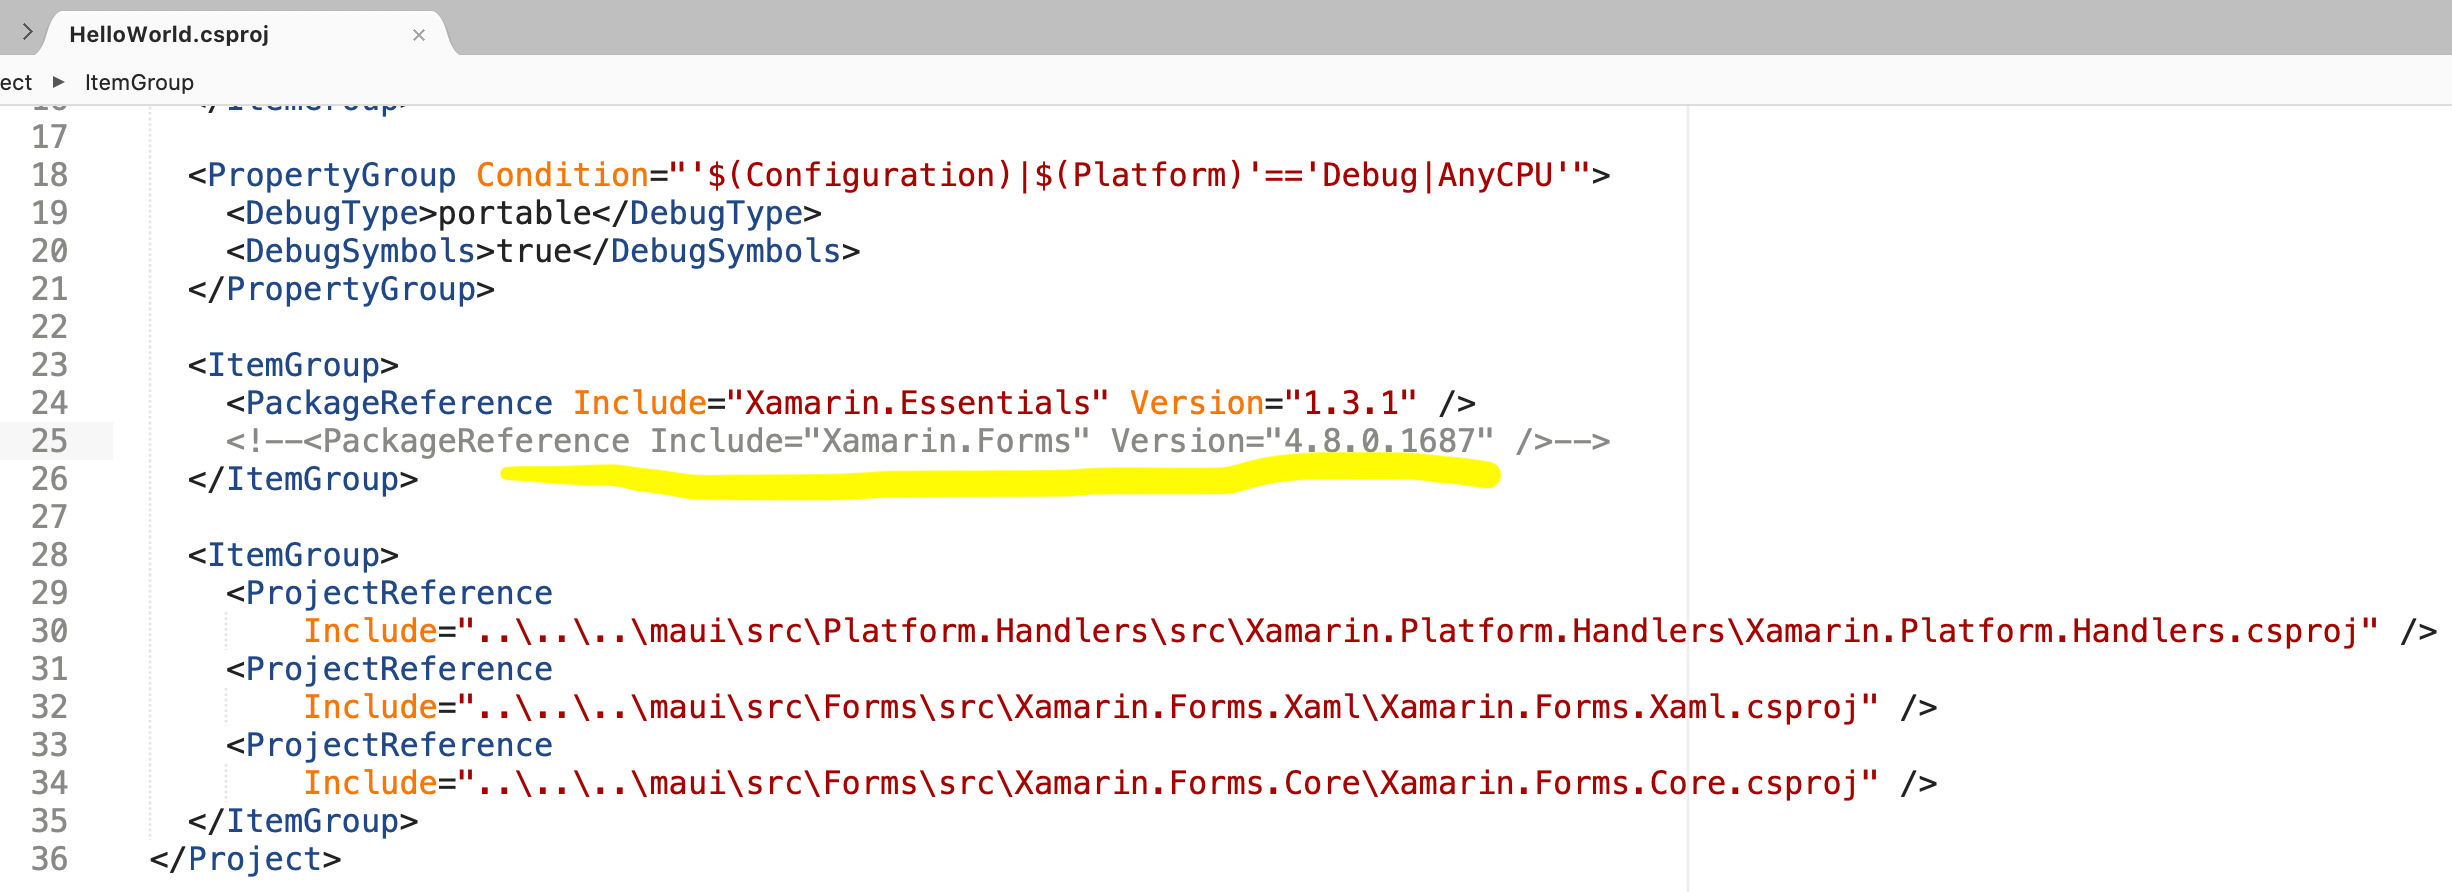 HelloWorld.csproj
ect ▶ ItemGroup
16 </ItemGroup>
17
18 <PropertyGroup Condition="'$(Configuration)|$(Platform)'=='Debug|AnyCPU'">
19 <DebugType>portable</DebugType>
20 <DebugSymbols>true</DebugSymbols>
21 </PropertyGroup>
22
23 <ItemGroup>
24 <PackageReference Include="Xamarin.Essentials" Version="1.3.1" />
25 <!--<PackageReference Include="Xamarin.Forms" Version="4.8.0.1687" />-->
26 </ItemGroup>
27
28 <ItemGroup>
29 <ProjectReference
30 Include="..\..\..\maui\src\Platform.Handlers\src\Xamarin.Platform.Handlers\Xamarin.Platform.Handlers.csproj" />
31 <ProjectReference
32 Include="..\..\..\maui\src\Forms\src\Xamarin.Forms.Xaml\Xamarin.Forms.Xaml.csproj" />
33 <ProjectReference
34 Include="..\..\..\maui\src\Forms\src\Xamarin.Forms.Core\Xamarin.Forms.Core.csproj" />
35 </ItemGroup>
36 </Project>